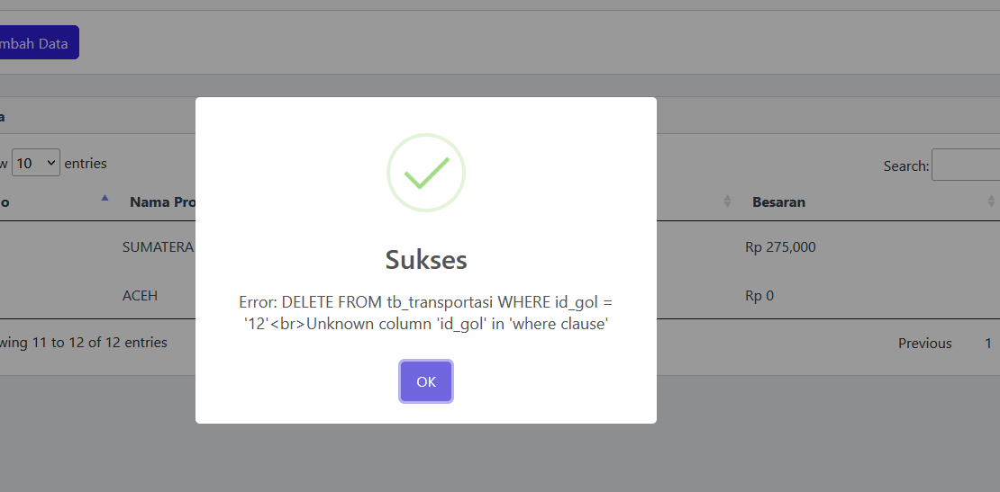 mbah Data
a
w 10 entries
Search:
o
Nama Pro
Besaran
SUMATERA
Rp 275,000
ACEH
Rp 0
wing 11 to 12 of 12 entries
Previous
1
Sukses
Error: DELETE FROM tb_transportasi WHERE id_gol =
'12'<br>Unknown column 'id_gol' in 'where clause'
OK